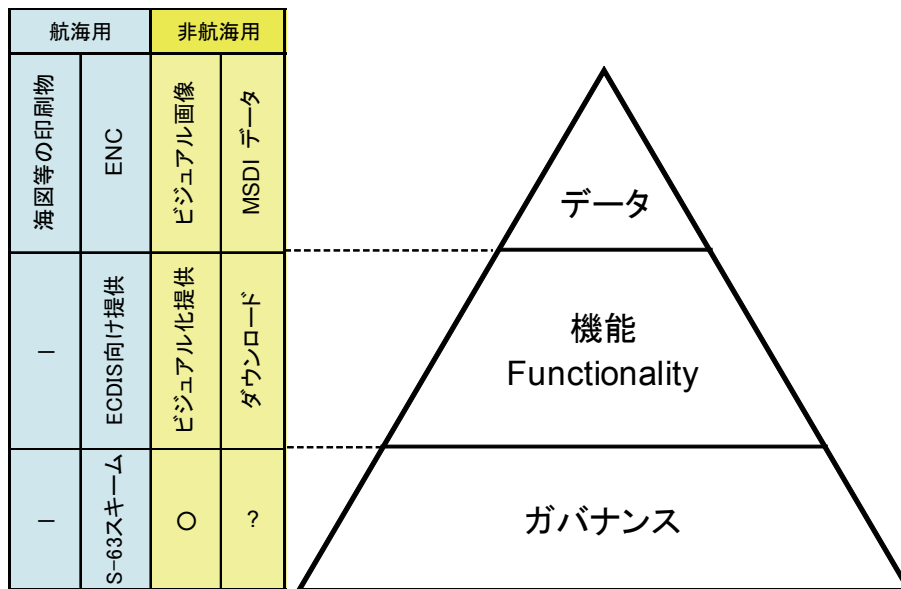 航海用
非航海用
海図等の印刷物
ENC
ビジュアル画像
MSDI データ
－
ECDIS向け提供
ビジュアル化提供
ダウンロード
－
S-63スキーム
○
?
データ
機能
Functionality
ガバナンス